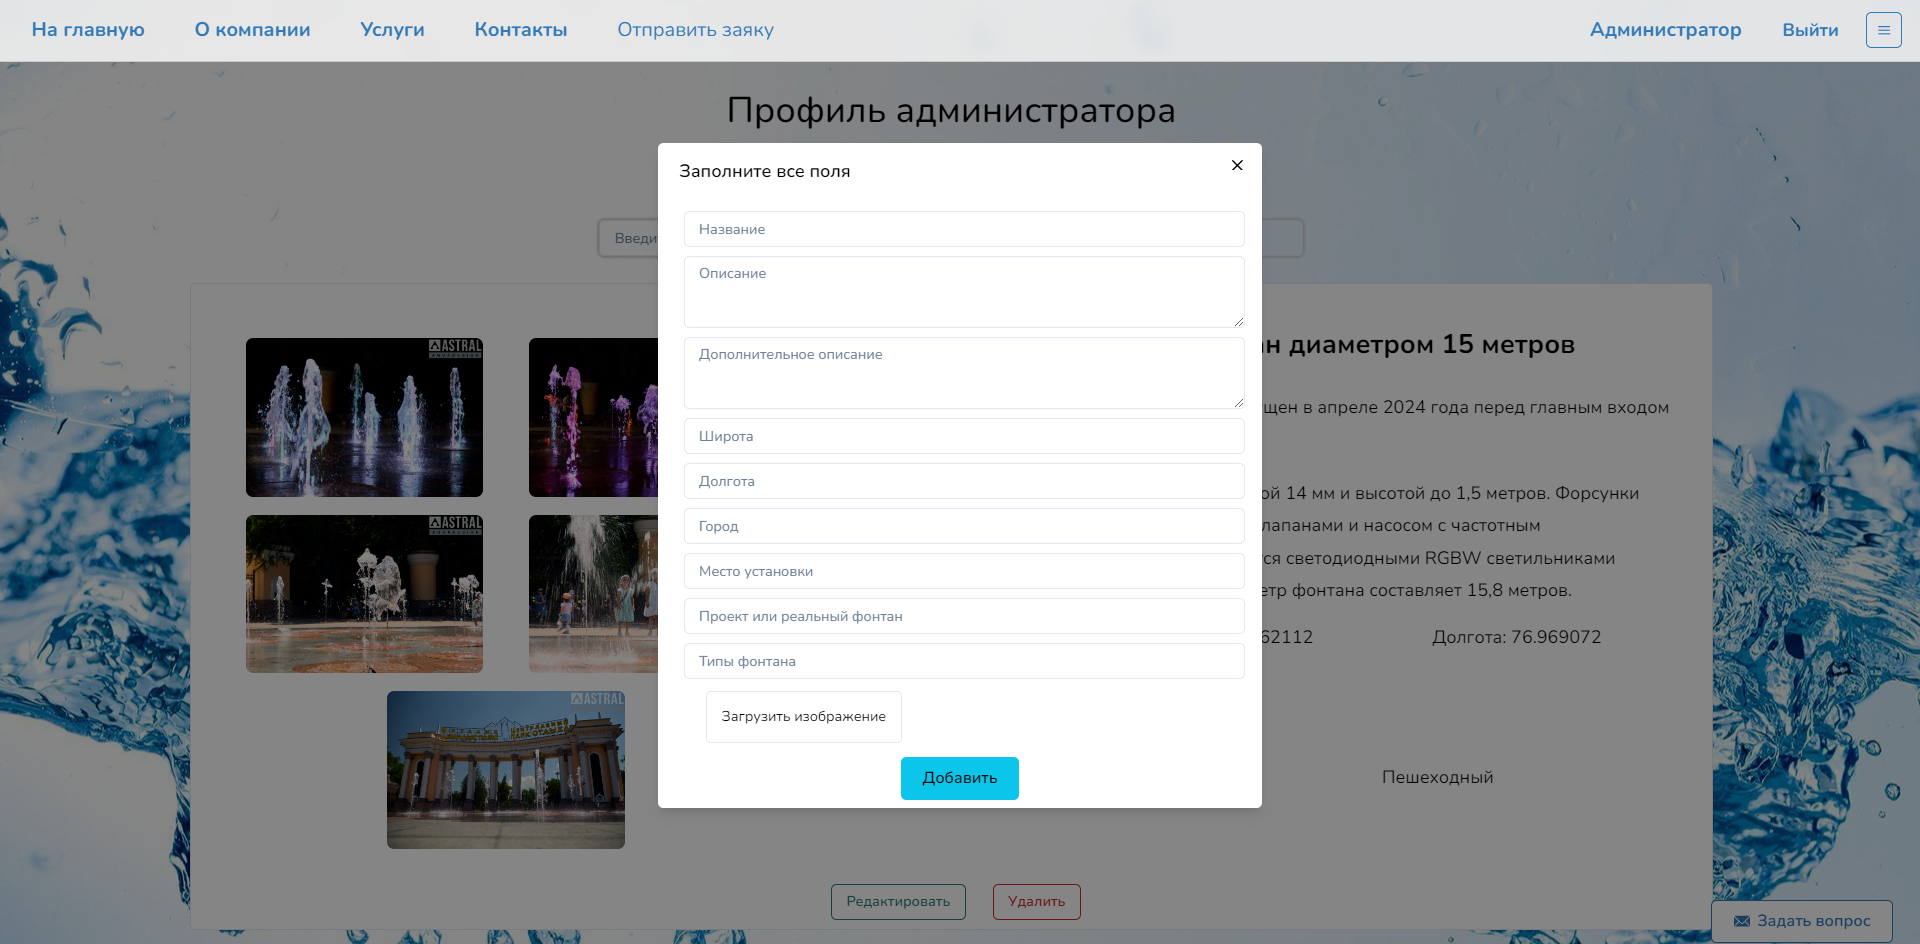 На главную О компании Услуги Контакты Отправить заяку Администратор Выйти
Профиль администратора
Заполните все поля
Название
Описание
Дополнительное описание
Широта
Долгота
Город
Место установки
Проект или реальный фонтан
Типы фонтана
Загрузить изображение
Добавить
Введи
ASTRAL
ASTRAL
ASTRAL
н диаметром 15 метров
щен в апреле 2024 года перед главным входом
ой 14 мм и высотой до 1,5 метров. Форсунки
лапанами и насосом с частотным
ся светодиодными RGBW светильниками
етр фонтана составляет 15,8 метров.
62112 Долгота: 76.969072
Пешеходный
Редактировать Удалить
Задать вопрос